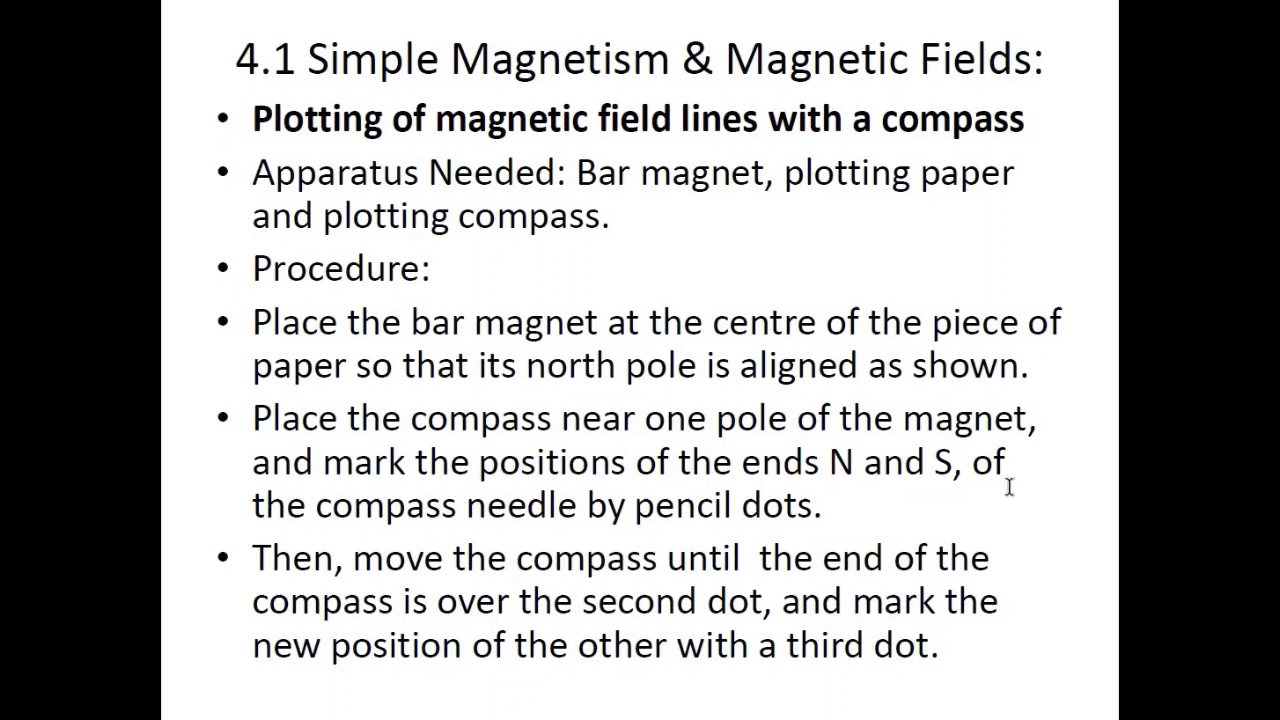 4.1 Simple Magnetism & Magnetic Fields:
• Plotting of magnetic field lines with a compass
• Apparatus Needed: Bar magnet, plotting paper
and plotting compass.
• Procedure:
• Place the bar magnet at the centre of the piece of
paper so that its north pole is aligned as shown.
• Place the compass near one pole of the magnet,
and mark the positions of the ends N and S, of
the compass needle by pencil dots.
• Then, move the compass until  the end of the
compass is over the second dot, and mark the
new position of the other with a third dot.